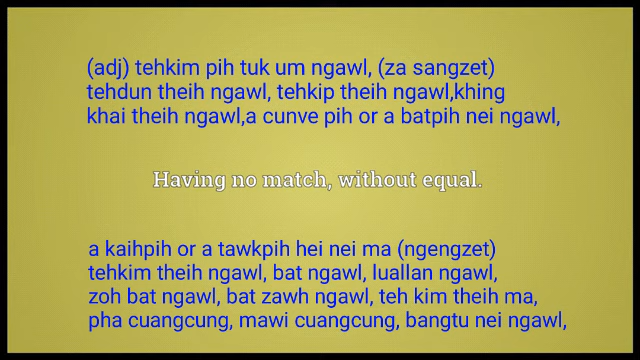 (adj) tehkim pih tuk um ngawl, (za sangzet)
tehdun theih ngawl, tehkip theih ngawl,khing
khai theih ngawl,a cunve pih or a batpih nei ngawl,
Having no match, without equal.
a kaihpih or a tawkpih hei nei ma (ngengzet)
tehkim theih ngawl, bat ngawl, luallan ngawl,
zoh bat ngawl, bat zawh ngawl, teh kim theih ma,
pha cuangcung, mawi cuangcung, bangtu nei ngawl,